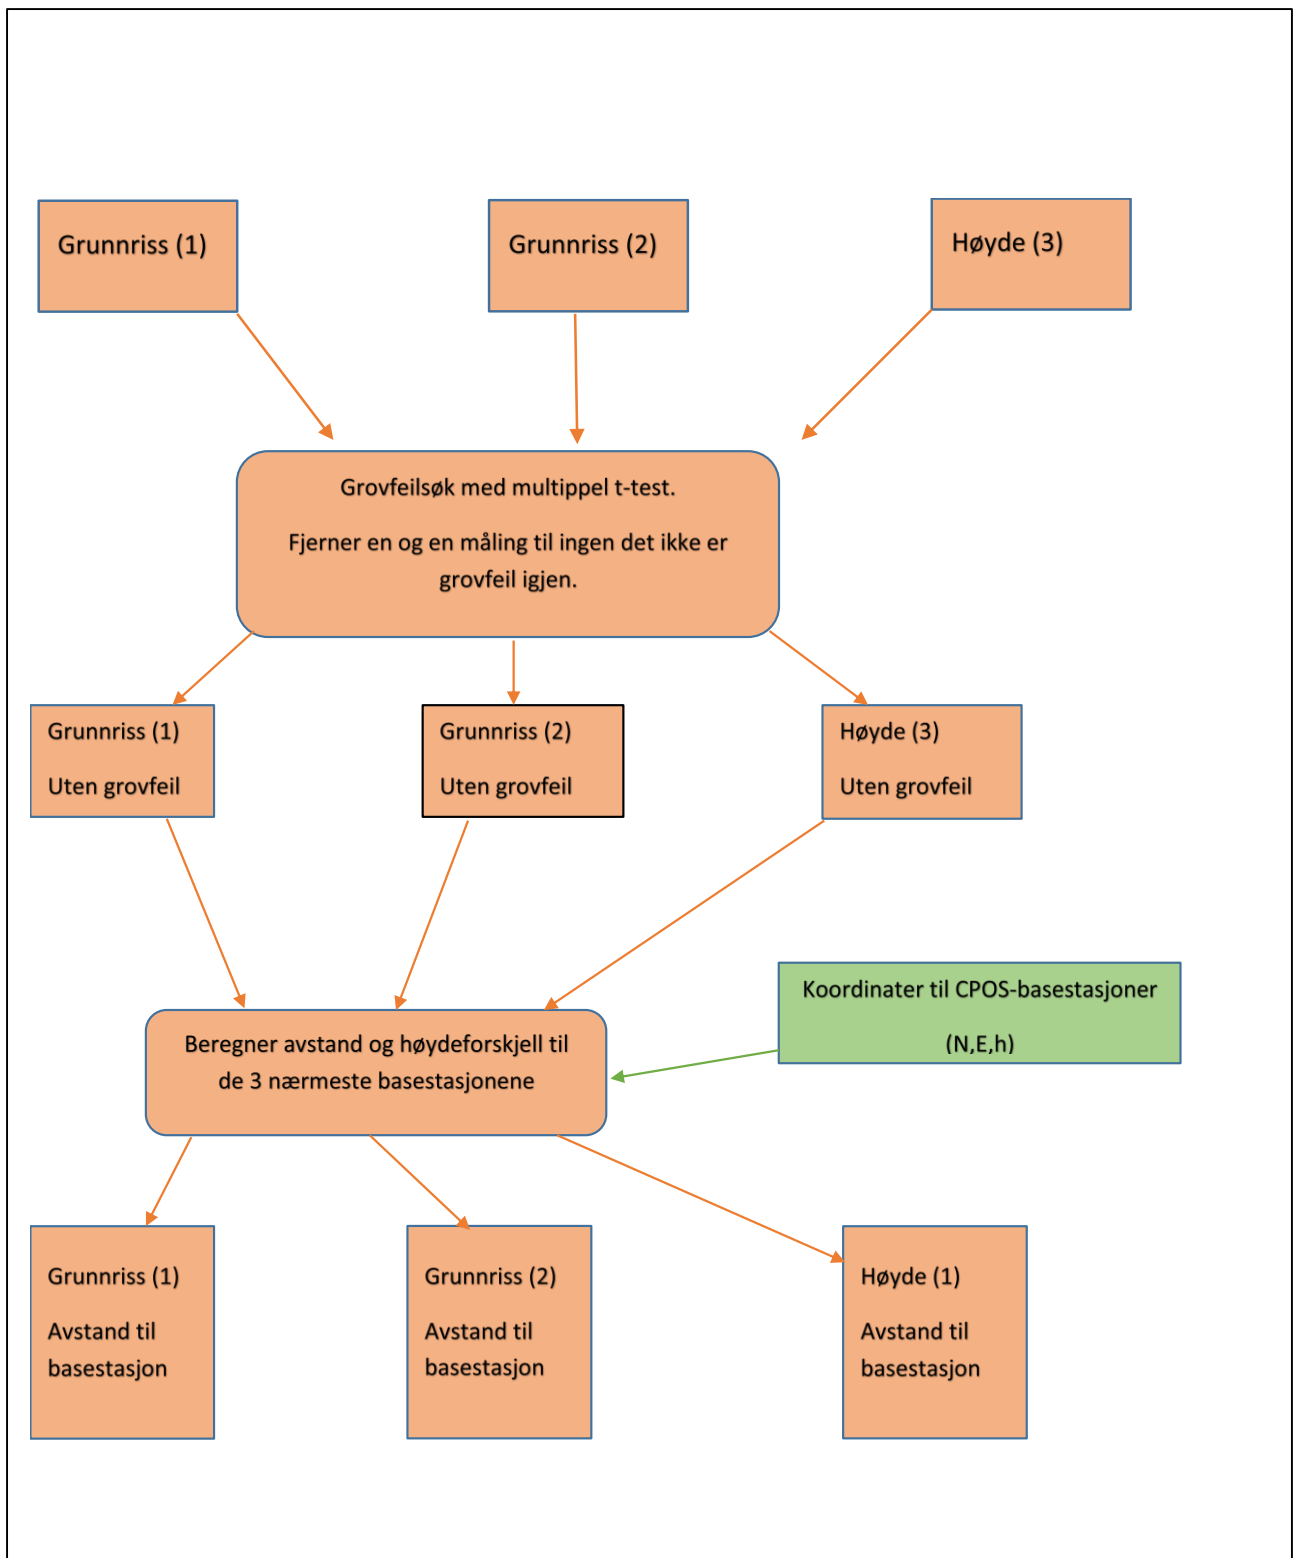 Grunnriss (1)
Grunnriss (2)
Høyde (3)
Grovfeilsøk med multippel t-test.
Fjerner en og en måling til ingen det ikke er
grovfeil igjen.
Grunnriss (1)
Uten grovfeil
Grunnriss (2)
Uten grovfeil
Høyde (3)
Uten grovfeil
Koordinater til CPOS-basestasjoner
(N,E,h)
Beregner avstand og høydeforskjell til
de 3 nærmeste basestasjonene
Grunnriss (1)
Avstand til
basestasjon
Grunnriss (2)
Avstand til
basestasjon
Høyde (1)
Avstand til
basestasjon